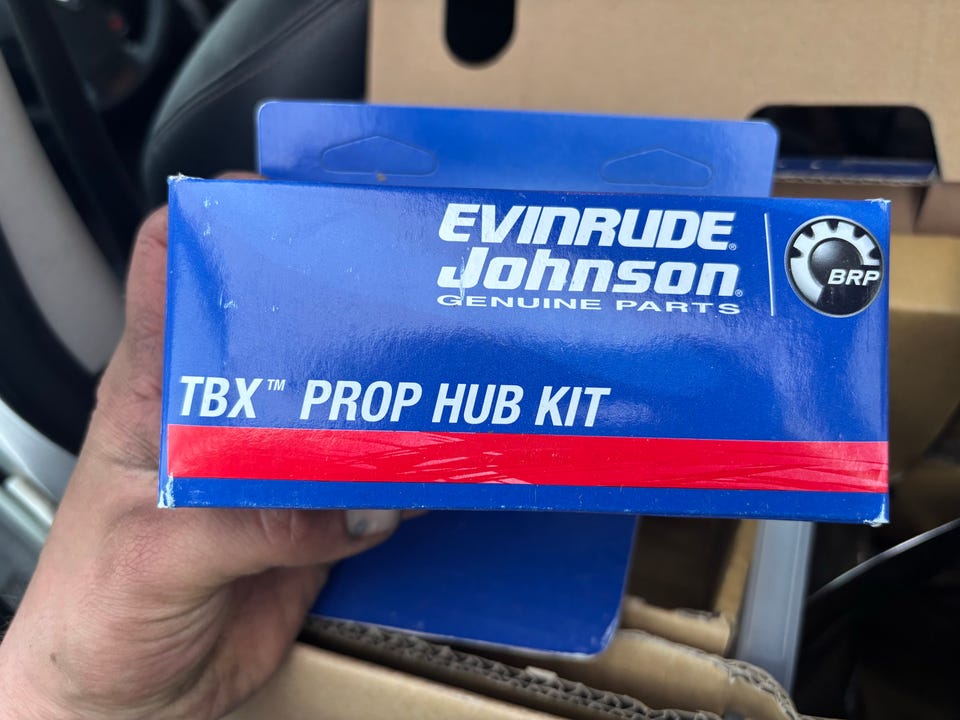 EVINRUDE®
Johnson®
GENUINE PARTS
BRP
TBX™ PROP HUB KIT